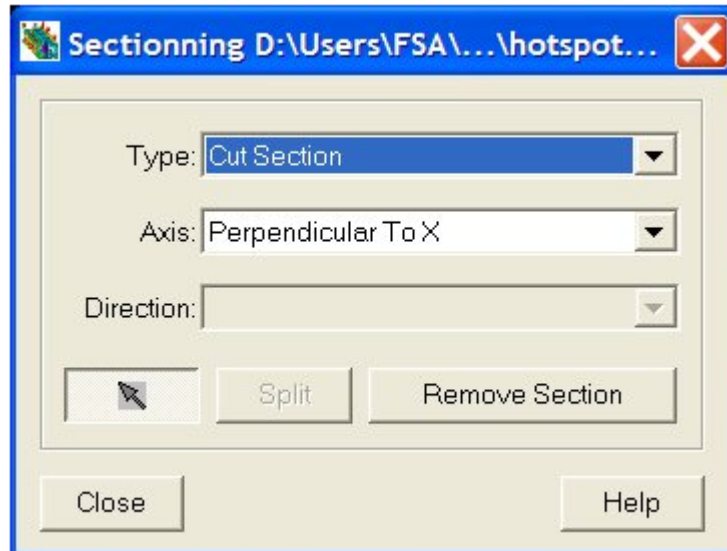 Sectionning D:\Users\FSA\...\hotspot...
Type: Cut Section
Axis: Perpendicular To X
Direction:
Split Remove Section
Close Help